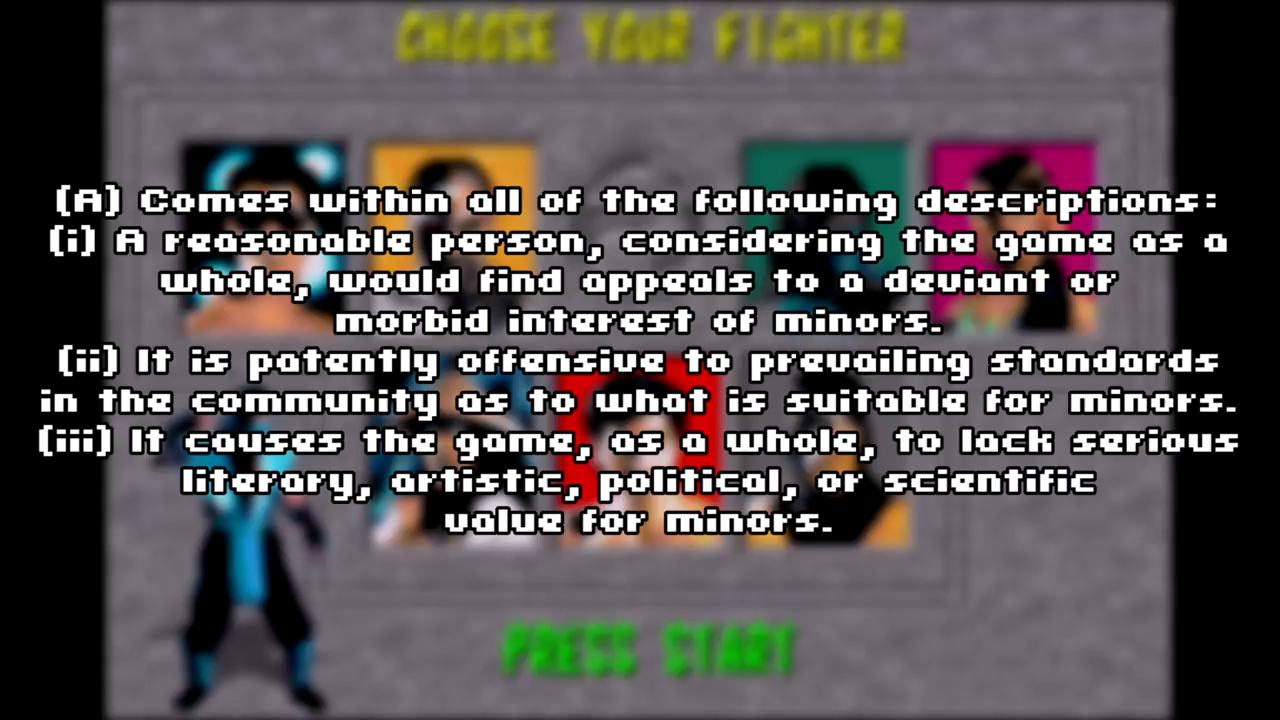 CHOOSE YOUR FIGHTER
(A) Comes within all of the following descriptions:
(i) A reasonable person, considering the game as a
whole, would find appeals to a deviant or
morbid interest of minors.
(ii) It is patently offensive to prevailing standards
in the community as to what is suitable for minors.
(iii) It causes the game, as a whole, to lack serious
literary, artistic, political, or scientific
value for minors.
PRESS START